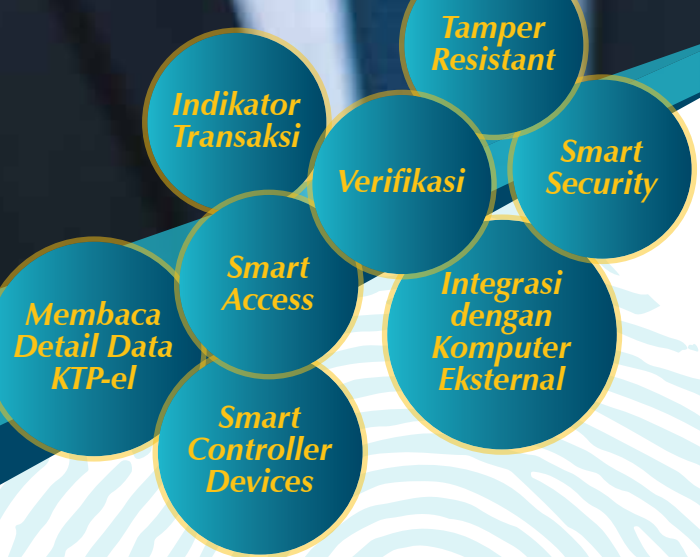 Tamper
Resistant
Indikator
Transaksi
Verifikasi
Smart
Security
Smart
Access
Integrasi
dengan
Komputer
Eksternal
Membaca
Detail Data
KTP-el
Smart
Controller
Devices